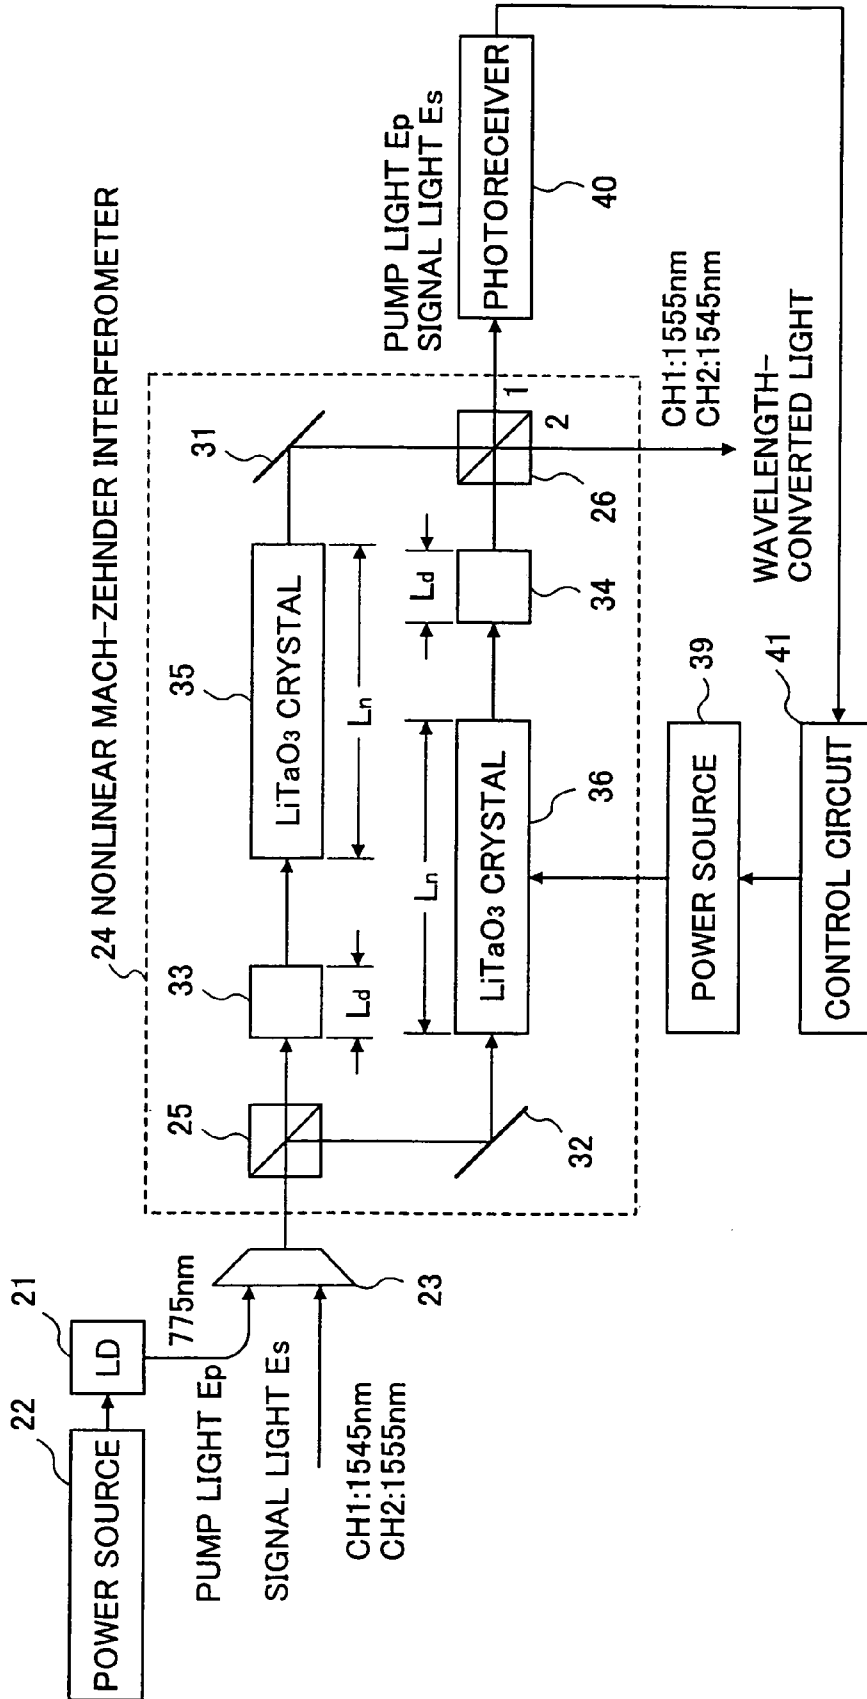 24 NONLINEAR MACH-ZEHNDER INTERFEROMETER
22
POWER SOURCE
21
LD
775nm
PUMP LIGHT Ep
SIGNAL LIGHT Es
CH1:1545nm
CH2:1555nm
23
25
33
Ld
35
LiTaO3 CRYSTAL
Ln
31
32
Ln
LiTaO3 CRYSTAL
36
Ld
34
26
1
2
PUMP LIGHT Ep
SIGNAL LIGHT Es
PHOTORECEIVER
40
CH1:1555nm
CH2:1545nm
WAVELENGTH-
CONVERTED LIGHT
39
POWER SOURCE
41
CONTROL CIRCUIT